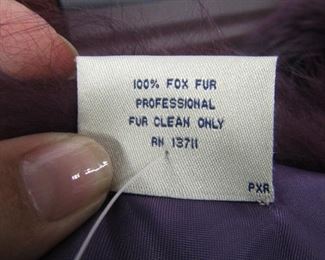 100% FOX FUR
PROFESSIONAL
FUR CLEAN ONLY
RN 13711
PXR